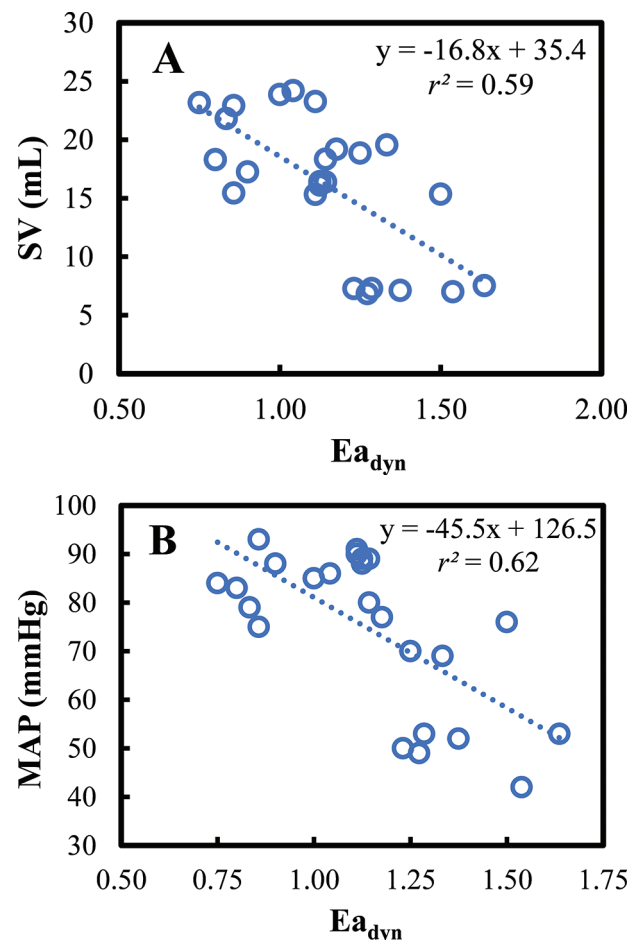 30
A
y = -16.8x + 35.4
r² = 0.59
25
20
15
10
5
0
SV (mL)
0.50 1.00 1.50 2.00
Ea_dyn
100
B
y = -45.5x + 126.5
r² = 0.62
90
80
70
60
50
40
30
MAP (mmHg)
0.50 0.75 1.00 1.25 1.50 1.75
Ea_dyn